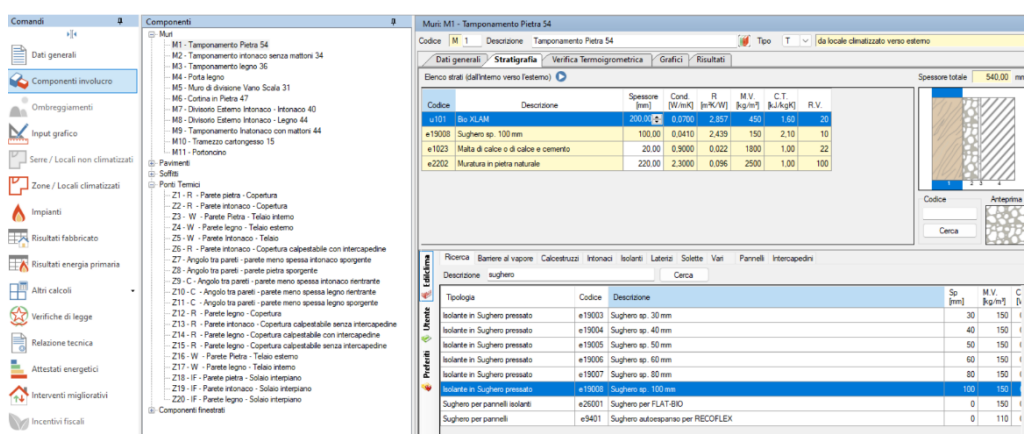 Comandi
Dati generali
Componenti involucro
Ombreggiamenti
Input grafico
Serre / Locali non climatizzati
Zone / Locali climatizzati
Impianti
Risultati fabbricato
Risultati energia primaria
Altri calcoli
Verifiche di legge
Relazione tecnica
Attestati energetici
Interventi migliorativi
Incentivi fiscali
Componenti
Muri
M1 - Tamponamento Pietra 54
M2 - Tamponamento intonaco senza mattoni 34
M3 - Tamponamento legno 36
M4 - Porta legno
M5 - Muro di divisione Vano Scala 31
M6 - Cortina in Pietra 47
M7 - Divisorio Esterno Intonaco - Intonaco 40
M8 - Divisorio Esterno Intonaco - Legno 44
M9 - Tamponamento Inatonaco con mattoni 44
M10 - Tramezzo cartongesso 15
M11 - Portoncino
Pavimenti
Soffitti
Ponti Termici
Z1 - R - Parete pietra - Copertura
Z2 - R - Parete intonaco - Copertura
Z3 - W - Parete Pietra - Telaio interno
Z4 - W - Parete legno - Telaio esterno
Z5 - W - Parete Intonaco - Telaio
Z6 - R - Parete intonaco - Copertura calpestabile con intercapedine
Z7 - Angolo tra pareti - parete meno spessa intonaco sporgente
Z8 - Angolo tra pareti - parete pietra sporgente
Z9 - C - Angolo tra pareti - parete meno spessa intonaco rientrante
Z10 - C - Angolo tra pareti - parete meno spessa legno rientrante
Z11 - C - Angolo tra pareti - parete meno spessa legno sporgente
Z12 - R - Parete legno - Copertura
Z13 - R - Parete intonaco - Copertura calpestabile senza intercapedine
Z14 - R - Parete legno - Copertura calpestabile con intercapedine
Z15 - R - Parete legno - Copertura calpestabile senza intercapedine
Z16 - W - Parete Pietra - Telaio esterno
Z17 - W - Parete legno - Telaio interno
Z18 - IF - Parete pietra - Solaio interpiano
Z19 - IF - Parete intonaco - Solaio interpiano
Z20 - IF - Parete legno - Solaio interpiano
Componenti finestrati
Muri: M1 - Tamponamento Pietra 54
Codice M 1 Descrizione Tamponamento Pietra 54 Tipo T da locale climatizzato verso esterno
Dati generali Stratigrafia Verifica Termoigrometrica Grafici Risultati
Elenco strati (dall'interno verso l'esterno) Spessore totale 540,00 mm
Codice Descrizione Spessore [mm] Cond. [W/mK] R [m²K/W] M.V. [kg/m³] C.T. [kJ/kgK] R.V.
u101 Bio XLAM 200,00 0,0700 2,857 450 1,60 20
e19008 Sughero sp. 100 mm 100,00 0,0410 2,439 150 2,10 10
e1023 Malta di calce o di calce e cemento 20,00 0,9000 0,022 1800 1,00 22
e2202 Muratura in pietra naturale 220,00 2,3000 0,096 2500 1,00 100
1 2 3 4
Codice Anteprima
Cerca
Edilclima
Utente
Preferiti
Ricerca Barriere al vapore Calcestruzzi Intonaci Isolanti Laterizi Solette Vari Pannelli Intercapedini
Descrizione sughero Cerca
Tipologia Codice Descrizione Sp [mm] M.V. [kg/m³] C
Isolante in Sughero pressato e19003 Sughero sp. 30 mm 30 150
Isolante in Sughero pressato e19004 Sughero sp. 40 mm 40 150
Isolante in Sughero pressato e19005 Sughero sp. 50 mm 50 150
Isolante in Sughero pressato e19006 Sughero sp. 60 mm 60 150
Isolante in Sughero pressato e19007 Sughero sp. 80 mm 80 150
Isolante in Sughero pressato e19008 Sughero sp. 100 mm 100 150
Sughero per pannelli isolanti e26001 Sughero per FLAT-BIO 0 150
Sughero per pannelli e9401 Sughero autoespanso per RECOFLEX 0 110